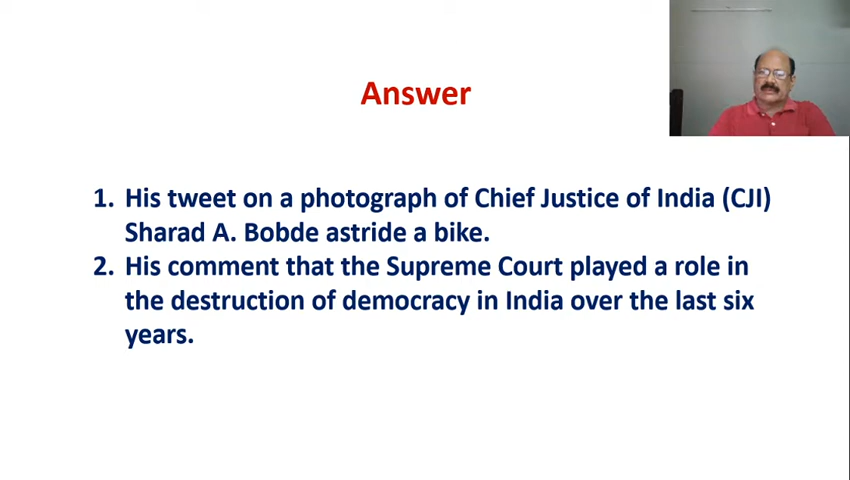 Answer
1. His tweet on a photograph of Chief Justice of India (CJI)
Sharad A. Bobde astride a bike.
2. His comment that the Supreme Court played a role in
the destruction of democracy in India over the last six
years.